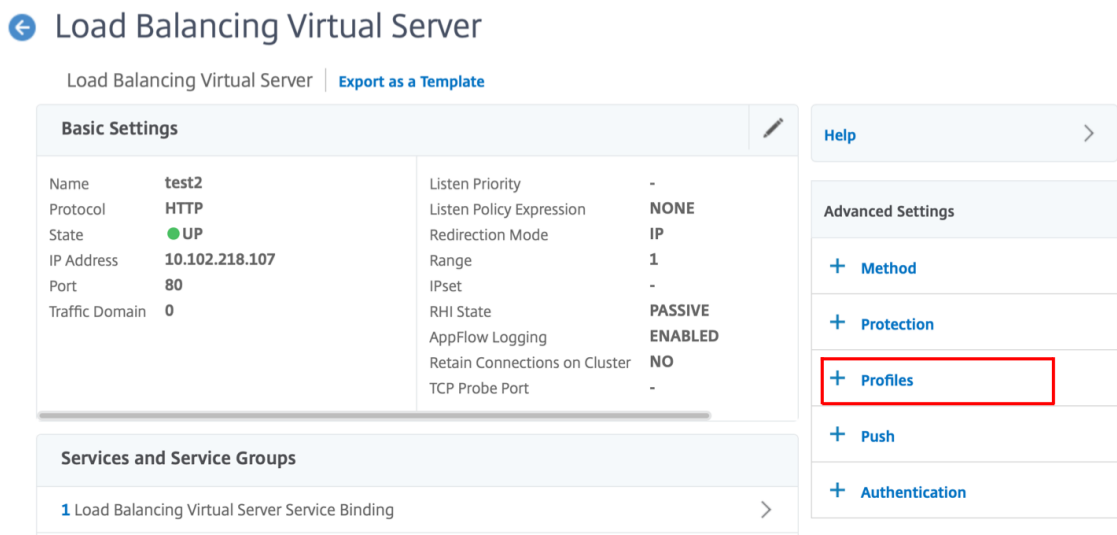 Load Balancing Virtual Server
Load Balancing Virtual Server Export as a Template
Basic Settings
Name test2
Protocol HTTP
State UP
IP Address 10.102.218.107
Port 80
Traffic Domain 0
Listen Priority -
Listen Policy Expression NONE
Redirection Mode IP
Range 1
IPset -
RHI State PASSIVE
AppFlow Logging ENABLED
Retain Connections on Cluster NO
TCP Probe Port -
Services and Service Groups
1 Load Balancing Virtual Server Service Binding
Help
Advanced Settings
+ Method
+ Protection
+ Profiles
+ Push
+ Authentication